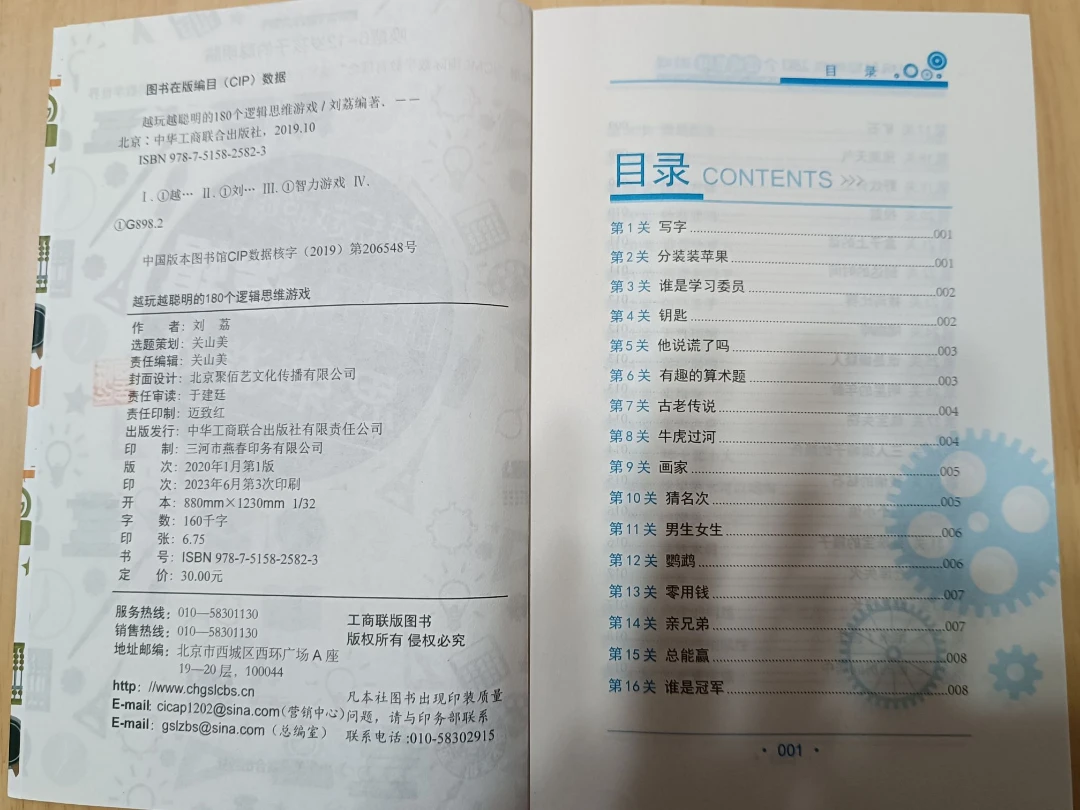 图书在版编目（CIP）数据
越玩越聪明的180个逻辑思维游戏 / 刘荔编著. ——
北京：中华工商联合出版社，2019.10
ISBN 978-7-5158-2582-3
Ⅰ.①越… Ⅱ.①刘… Ⅲ.①智力游戏 Ⅳ.
①G898.2
中国版本图书馆CIP数据核字（2019）第206548号
越玩越聪明的180个逻辑思维游戏
作 者：刘 荔
选题策划：关山美
责任编辑：关山美
封面设计：北京聚佰艺文化传播有限公司
责任审读：于建廷
责任印制：迈致红
出版发行：中华工商联合出版社有限责任公司
印 制：三河市燕春印务有限公司
版 次：2020年1月第1版
印 次：2023年6月第3次印刷
开 本：880mm×1230mm 1/32
字 数：160千字
印 张：6.75
书 号：ISBN 978-7-5158-2582-3
定 价：30.00元
服务热线：010—58301130
销售热线：010—58301130
地址邮编：北京市西城区西环广场 A 座
19—20 层，100044
http：//www.chgslcbs.cn
E-mail：cicap1202@sina.com（营销中心）
E-mail：gslzbs@sina.com（总编室）
工商联版图书
版权所有 侵权必究
凡本社图书出现印装质量
问题，请与印务部联系
联系电话：010-58302915
目 录
目录 CONTENTS >>>
第1关 写字 001
第2关 分装装苹果 001
第3关 谁是学习委员 002
第4关 钥匙 002
第5关 他说谎了吗 003
第6关 有趣的算术题 003
第7关 古老传说 004
第8关 牛虎过河 004
第9关 画家 005
第10关 猜名次 005
第11关 男生女生 006
第12关 鹦鹉 006
第13关 零用钱 007
第14关 亲兄弟 007
第15关 总能赢 008
第16关 谁是冠军 008
· 001 ·